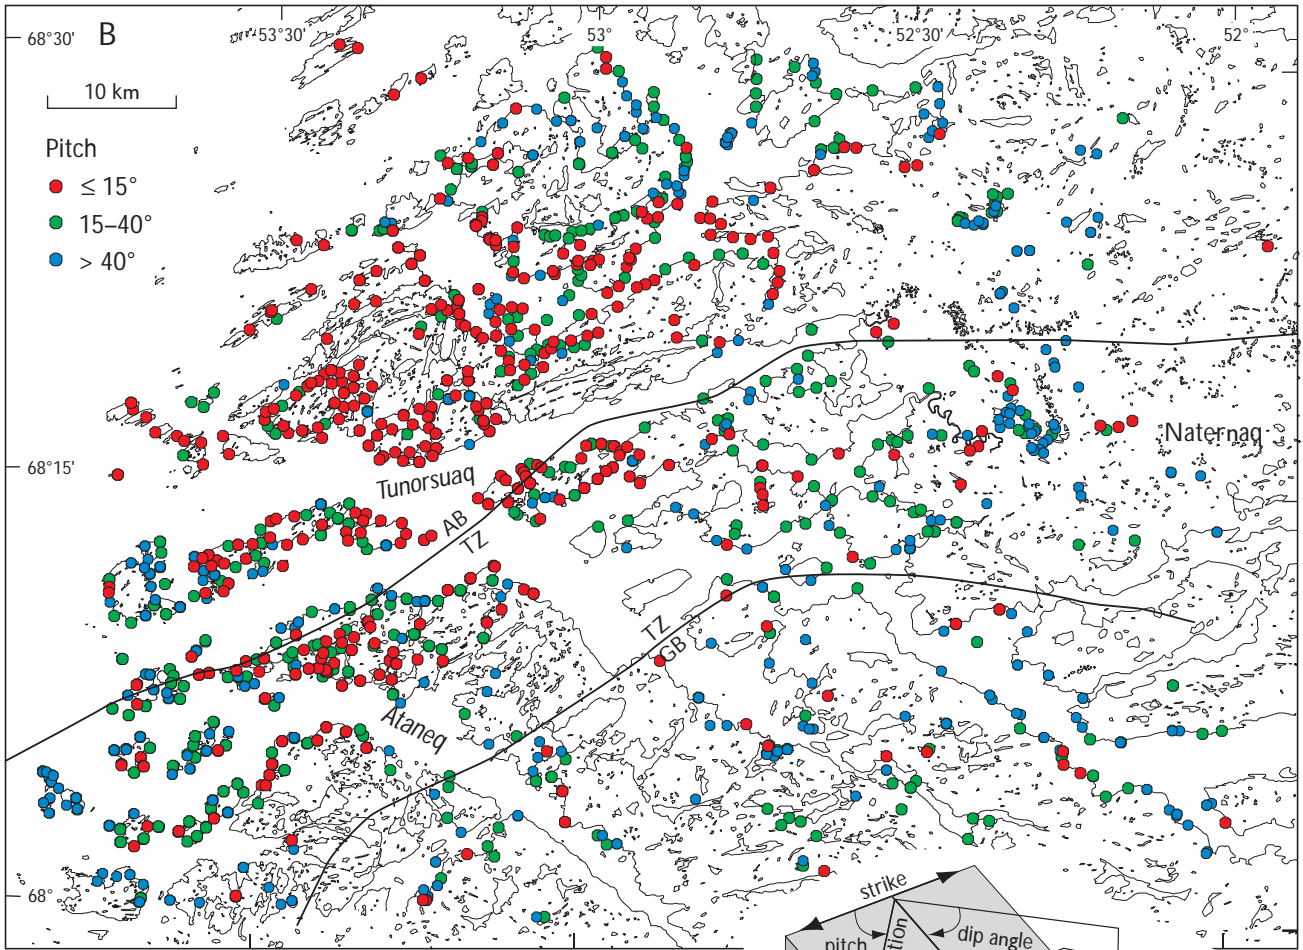 B
68°30'
53°30'
53°
52°30'
52°
10 km
Pitch
≤ 15°
15–40°
> 40°
Naternaq
68°15'
Tunorsuaq
AB
TZ
TZ
GB
Ataneq
68°
strike
pitch
dip angle